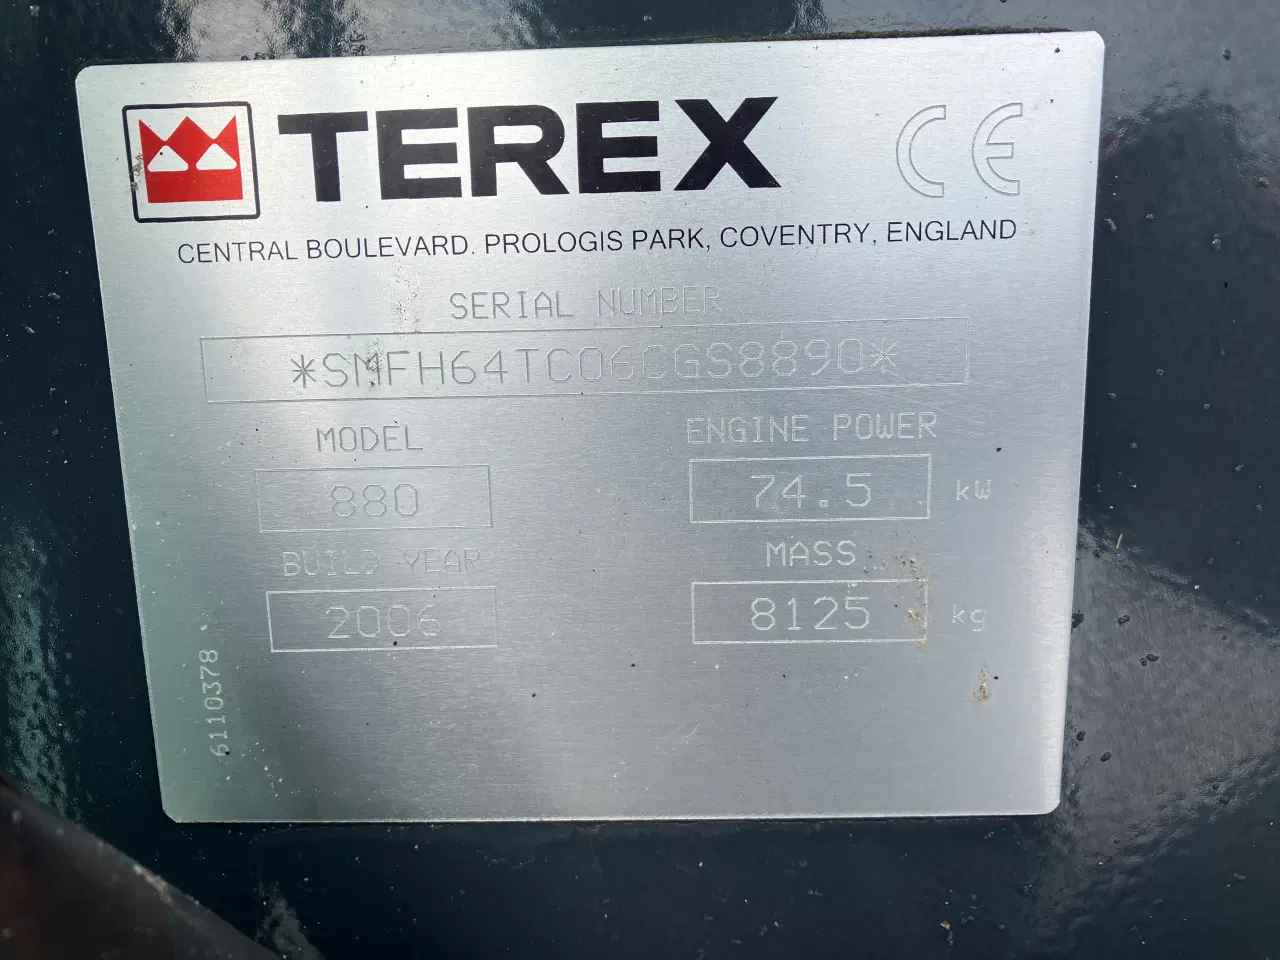 TEREX
CE
CENTRAL BOULEVARD. PROLOGIS PARK, COVENTRY, ENGLAND
SERIAL NUMBER
*SMFH64TC06CGS8890*
MODEL
880
ENGINE POWER
74.5 kW
BUILD YEAR
2006
MASS
8125 kg
6110378